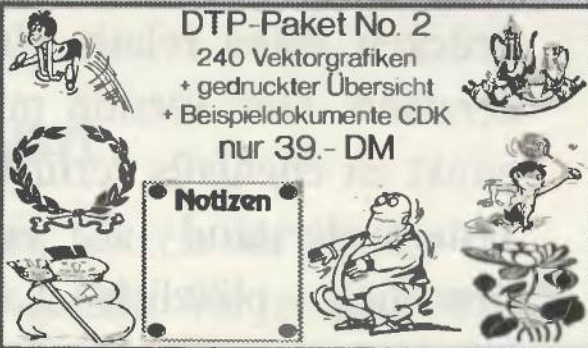 DTP-Paket No. 2
240 Vektorgrafiken
+ gedruckter Übersicht
+ Beispieldokumente CDK
nur 39.- DM
Notizen